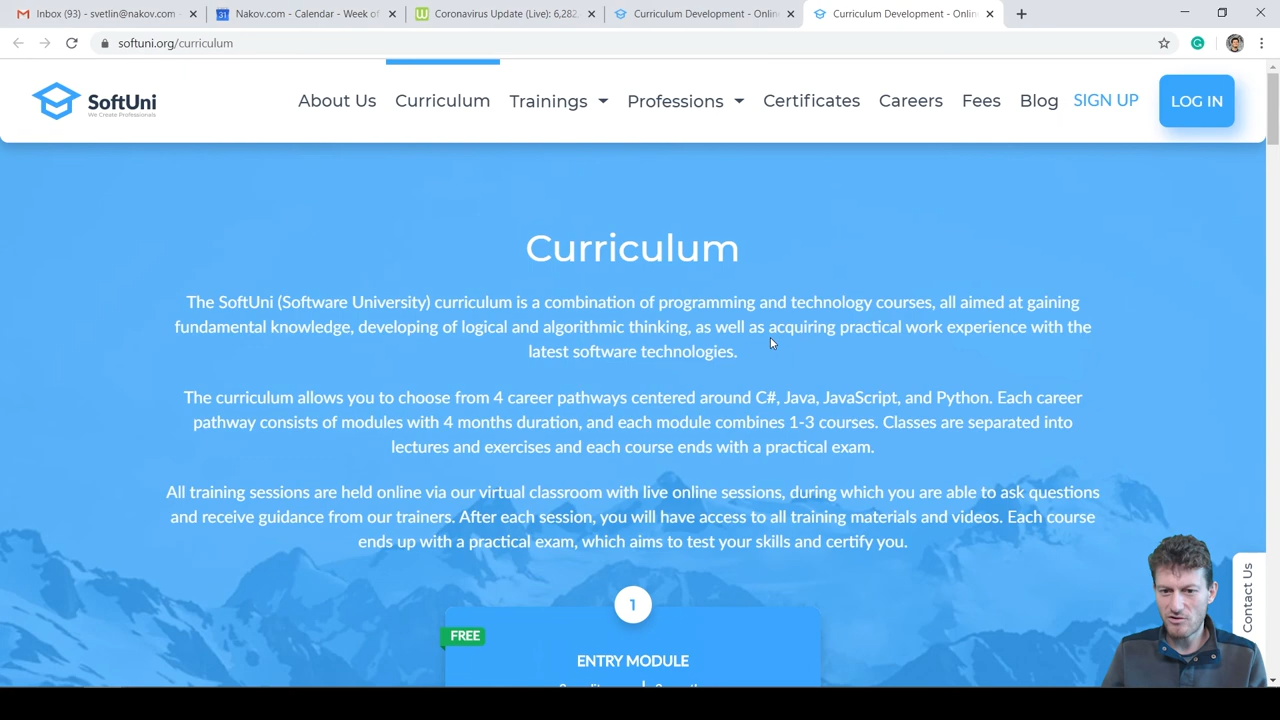 Inbox (93) - svetlin@nakov.com
Nakov.com - Calendar - Week of
Coronavirus Update (Live): 6,282,
Curriculum Development - Onlin
Curriculum Development - Onlin
softuni.org/curriculum
SoftUni
We Create Professionals
About Us
Curriculum
Trainings
Professions
Certificates
Careers
Fees
Blog
SIGN UP
LOG IN
Curriculum
The SoftUni (Software University) curriculum is a combination of programming and technology courses, all aimed at gaining
fundamental knowledge, developing of logical and algorithmic thinking, as well as acquiring practical work experience with the
latest software technologies.
The curriculum allows you to choose from 4 career pathways centered around C#, Java, JavaScript, and Python. Each career
pathway consists of modules with 4 months duration, and each module combines 1-3 courses. Classes are separated into
lectures and exercises and each course ends with a practical exam.
All training sessions are held online via our virtual classroom with live online sessions, during which you are able to ask questions
and receive guidance from our trainers. After each session, you will have access to all training materials and videos. Each course
ends up with a practical exam, which aims to test your skills and certify you.
Contact Us
1
FREE
ENTRY MODULE